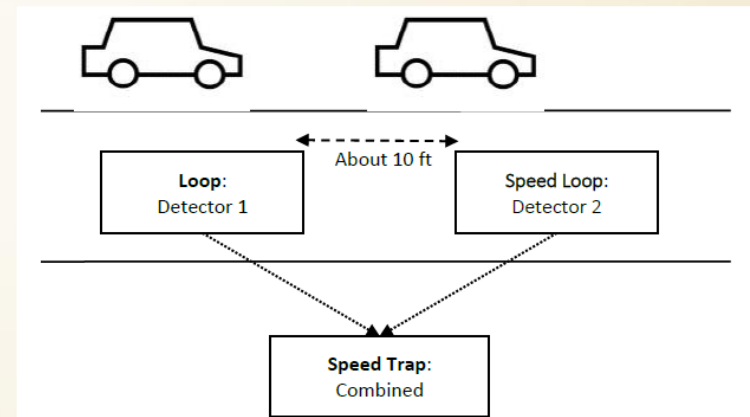 About 10 ft
Loop:
Detector 1
Speed Loop:
Detector 2
Speed Trap:
Combined